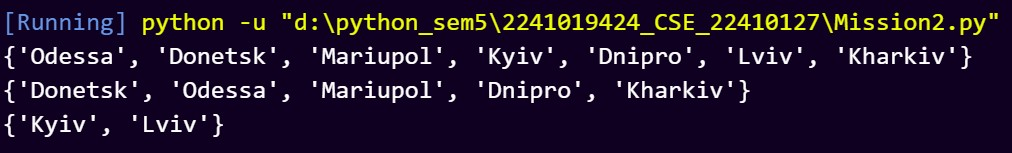 [Running] python -u "d:\python_sem5\2241019424_CSE_22410127\Mission2.py"
{'Odessa', 'Donetsk', 'Mariupol', 'Kyiv', 'Dnipro', 'Lviv', 'Kharkiv'}
{'Donetsk', 'Odessa', 'Mariupol', 'Dnipro', 'Kharkiv'}
{'Kyiv', 'Lviv'}